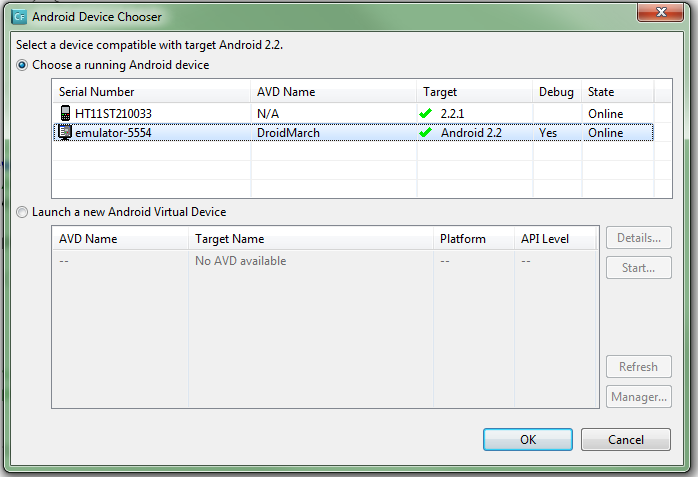 CF Android Device Chooser
Select a device compatible with target Android 2.2.
Choose a running Android device
Serial Number AVD Name Target Debug State
HT11ST210033 N/A 2.2.1 Online
emulator-5554 DroidMarch Android 2.2 Yes Online
Launch a new Android Virtual Device
AVD Name Target Name Platform API Level
-- No AVD available -- --
Details...
Start...
Refresh
Manager...
OK Cancel